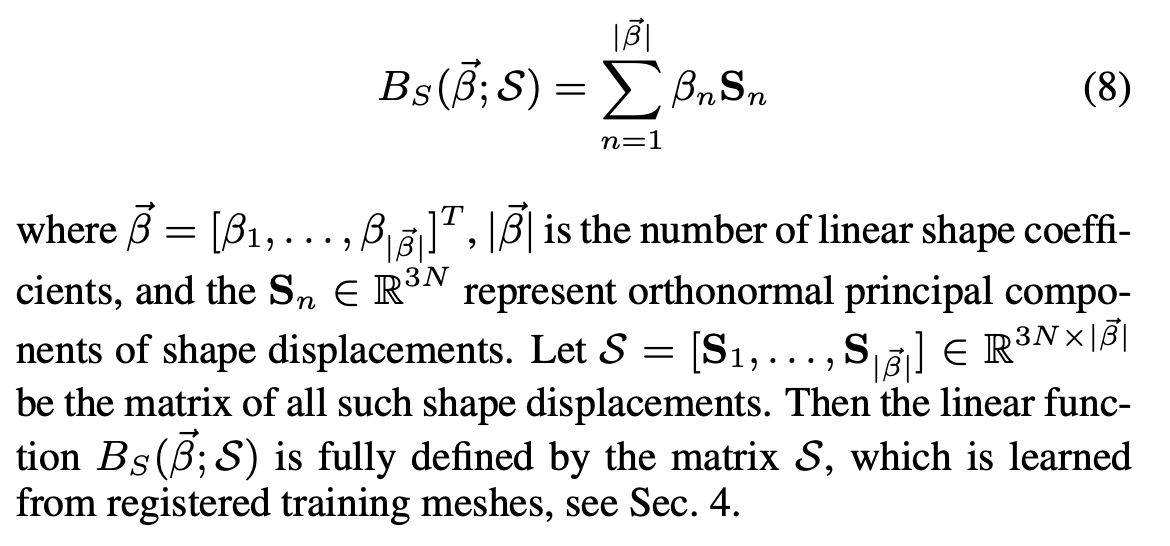 $B_S(\vec{\beta}; \mathcal{S}) = \sum_{n=1}^{|\vec{\beta}|} \beta_n \mathbf{S}_n$ (8)
where $\vec{\beta} = [\beta_1, \ldots, \beta_{|\vec{\beta}|}]^T$, $|\vec{\beta}|$ is the number of linear shape coeffi-
cients, and the $\mathbf{S}_n \in \mathbb{R}^{3N}$ represent orthonormal principal compo-
nents of shape displacements. Let $\mathcal{S} = [\mathbf{S}_1, \ldots, \mathbf{S}_{|\vec{\beta}|}] \in \mathbb{R}^{3N \times |\vec{\beta}|}$
be the matrix of all such shape displacements. Then the linear func-
tion $B_S(\vec{\beta}; \mathcal{S})$ is fully defined by the matrix $\mathcal{S}$, which is learned
from registered training meshes, see Sec. 4.